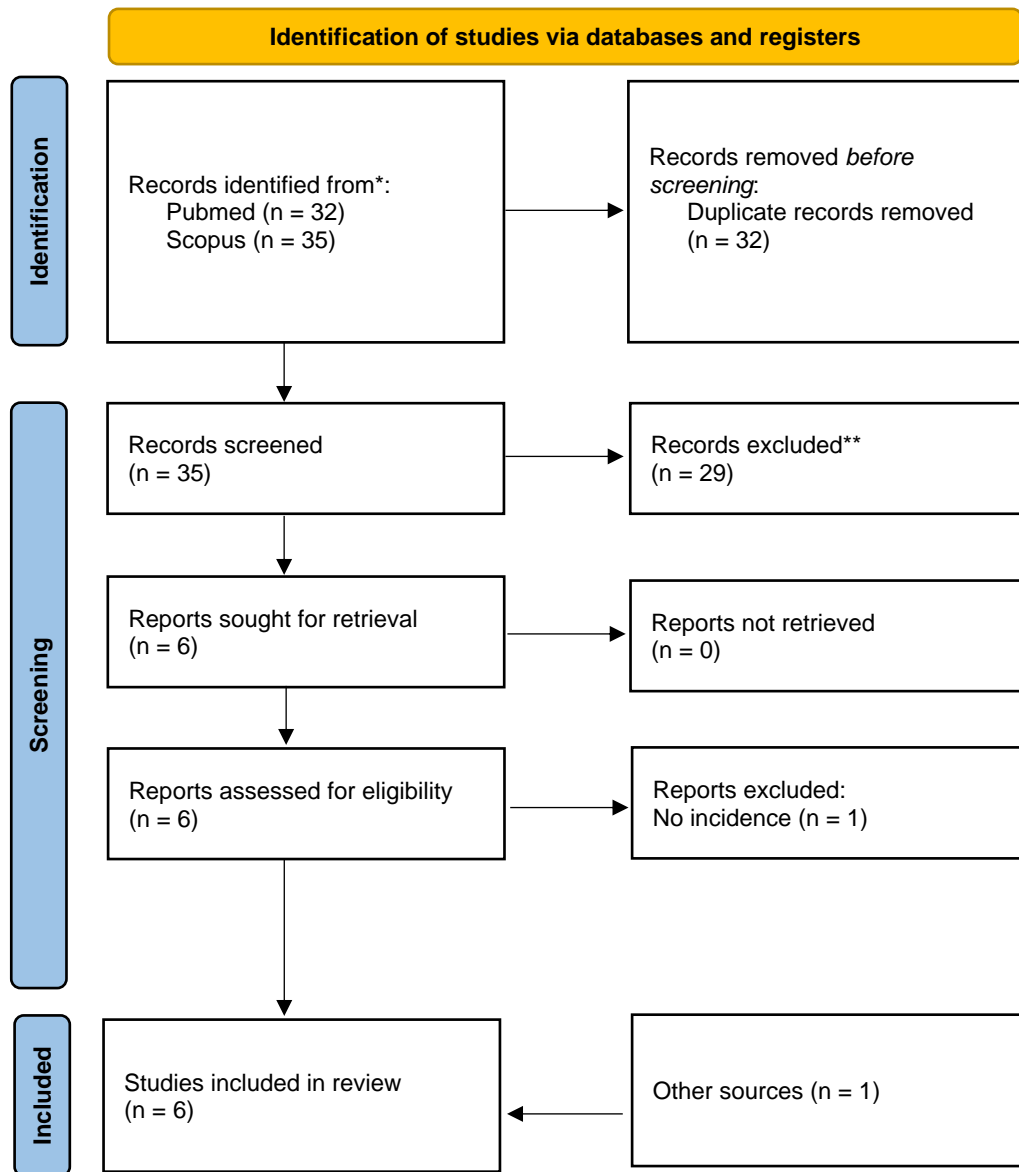 Identification of studies via databases and registers
Identification
Records identified from*:
Pubmed (n = 32)
Scopus (n = 35)
Records removed before
screening:
Duplicate records removed
(n = 32)
Screening
Records screened
(n = 35)
Records excluded**
(n = 29)
Reports sought for retrieval
(n = 6)
Reports not retrieved
(n = 0)
Reports assessed for eligibility
(n = 6)
Reports excluded:
No incidence (n = 1)
Included
Studies included in review
(n = 6)
Other sources (n = 1)